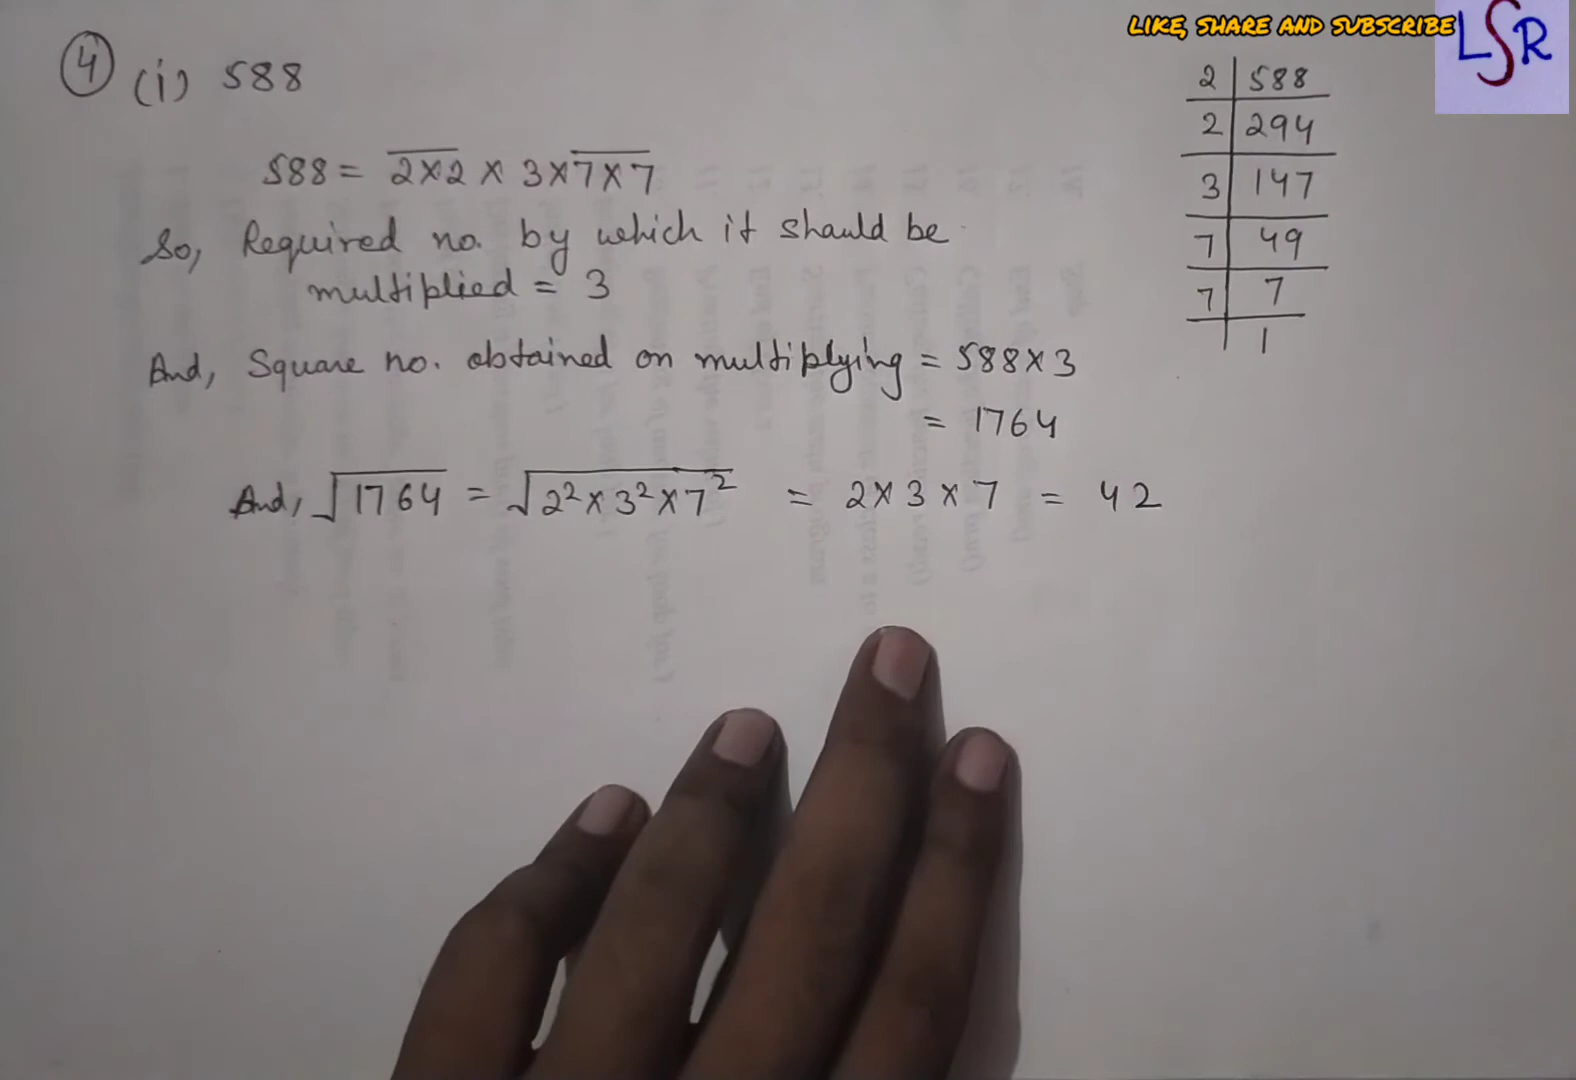 LIKE, SHARE AND SUBSCRIBE
LSR
④ (i) 588
588 = 2×2 × 3×7×7
So, Required no. by which it should be
multiplied = 3
And, Square no. obtained on multiplying = 588×3
= 1764
And, √1764 = √2²×3²×7² = 2×3×7 = 42
2 | 588
2 | 294
3 | 147
7 | 49
7 | 7
| 1